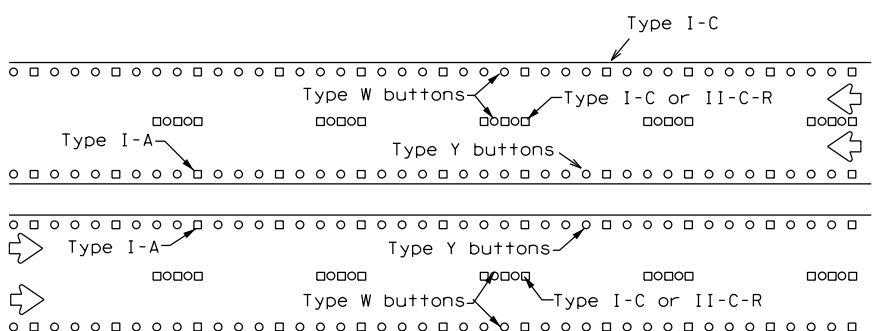 Type I-C
Type W buttons
Type I-C or II-C-R
Type I-A
Type Y buttons
Type I-A
Type Y buttons
Type W buttons
Type I-C or II-C-R